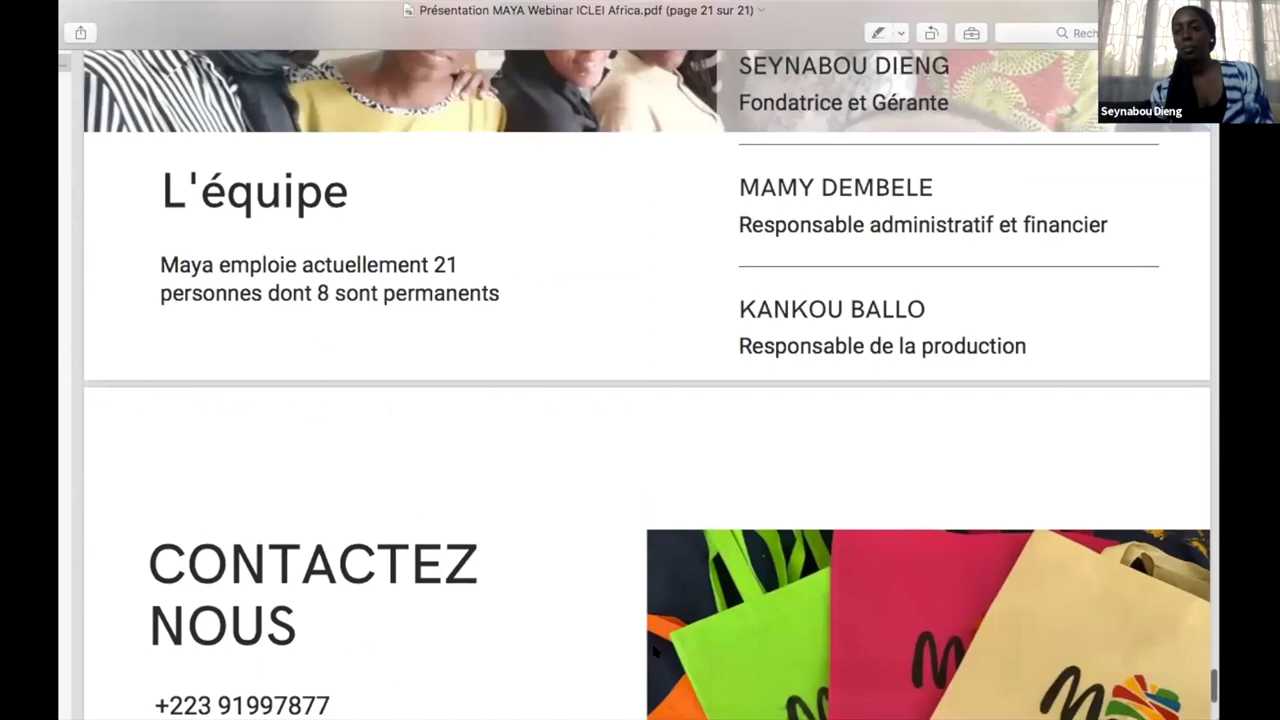 Présentation MAYA Webinar ICLEI Africa.pdf (page 21 sur 21)
Rech
Seynabou Dieng
SEYNABOU DIENG
Fondatrice et Gérante
L'équipe
Maya emploie actuellement 21
personnes dont 8 sont permanents
MAMY DEMBELE
Responsable administratif et financier
KANKOU BALLO
Responsable de la production
CONTACTEZ
NOUS
+223 91997877